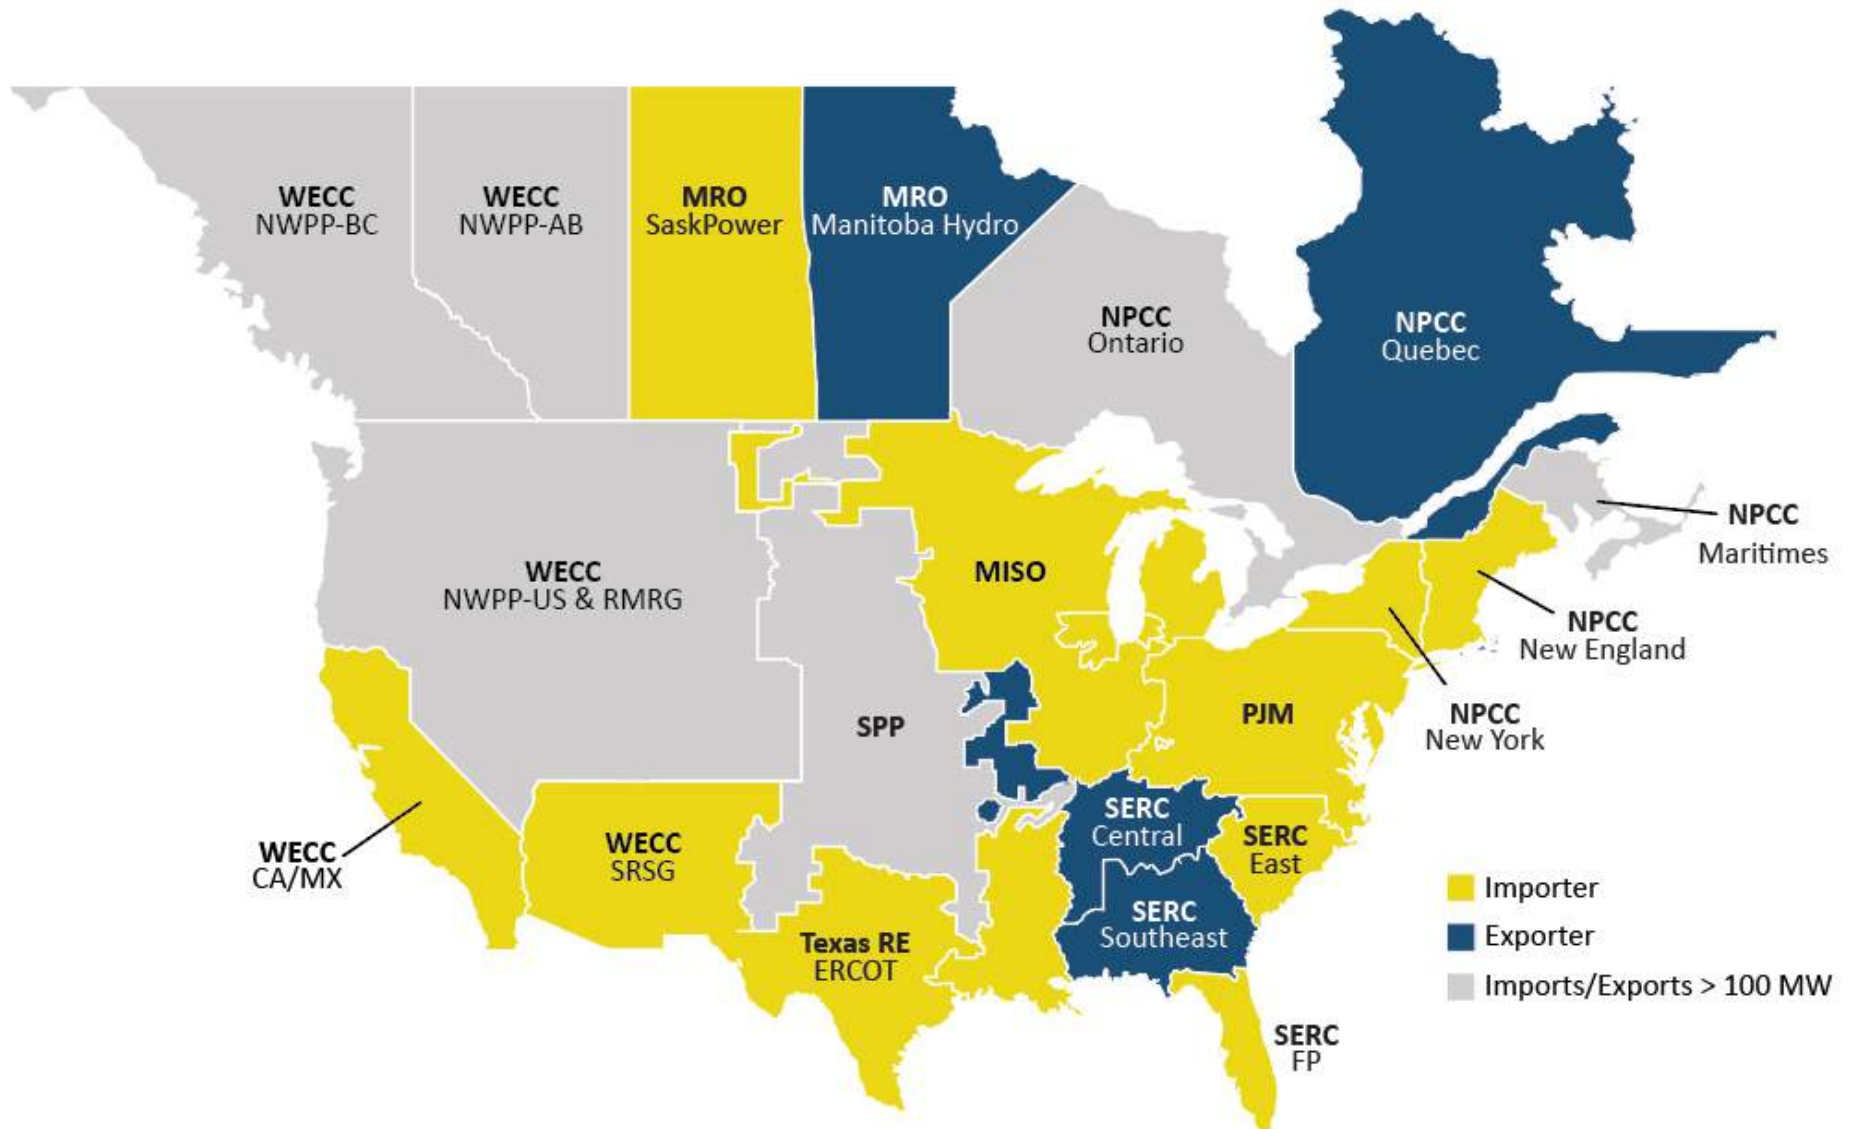 WECC
NWPP-BC
WECC
NWPP-AB
MRO
SaskPower
MRO
Manitoba Hydro
NPCC
Ontario
NPCC
Quebec
NPCC
Maritimes
WECC
NWPP-US & RMRG
MISO
NPCC
New England
SPP
PJM
NPCC
New York
WECC
CA/MX
WECC
SRSG
SERC
Central
SERC
East
Texas RE
ERCOT
SERC
Southeast
SERC
FP
Importer
Exporter
Imports/Exports > 100 MW